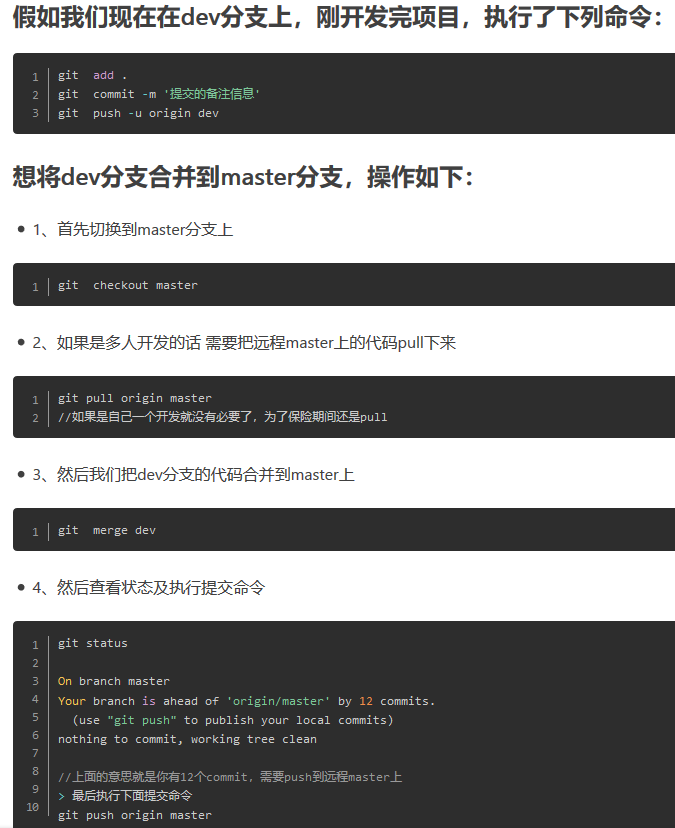 假如我们现在在dev分支上，刚开发完项目，执行了下列命令：
1 git  add .
2 git  commit -m '提交的备注信息'
3 git  push -u origin dev
想将dev分支合并到master分支，操作如下：
• 1、首先切换到master分支上
1 git  checkout master
• 2、如果是多人开发的话 需要把远程master上的代码pull下来
1 git pull origin master
2 //如果是自己一个开发就没有必要了，为了保险期间还是pull
• 3、然后我们把dev分支的代码合并到master上
1 git  merge dev
• 4、然后查看状态及执行提交命令
1 git status
2
3 On branch master
4 Your branch is ahead of 'origin/master' by 12 commits.
5   (use "git push" to publish your local commits)
6 nothing to commit, working tree clean
7
8 //上面的意思就是你有12个commit，需要push到远程master上
9 > 最后执行下面提交命令
10 git push origin master